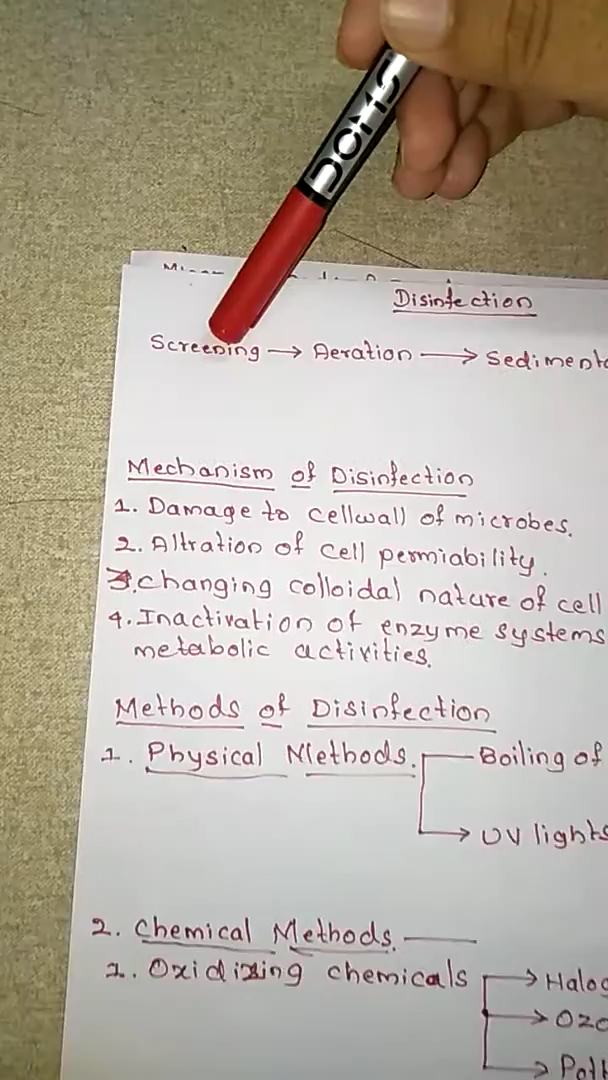 DOMS
Disinfection
Screening → Aeration → Sedimenta
Mechanism of Disinfection
1. Damage to cellwall of microbes.
2. Altration of cell permiability.
3. changing colloidal nature of cell
4. Inactivation of enzyme systems
metabolic activities.
Methods of Disinfection
1. Physical Methods.
Boiling of
→ UV lights
2. Chemical Methods.
1. Oxidizing chemicals
→ Haloc
→ Ozo
→ Pott